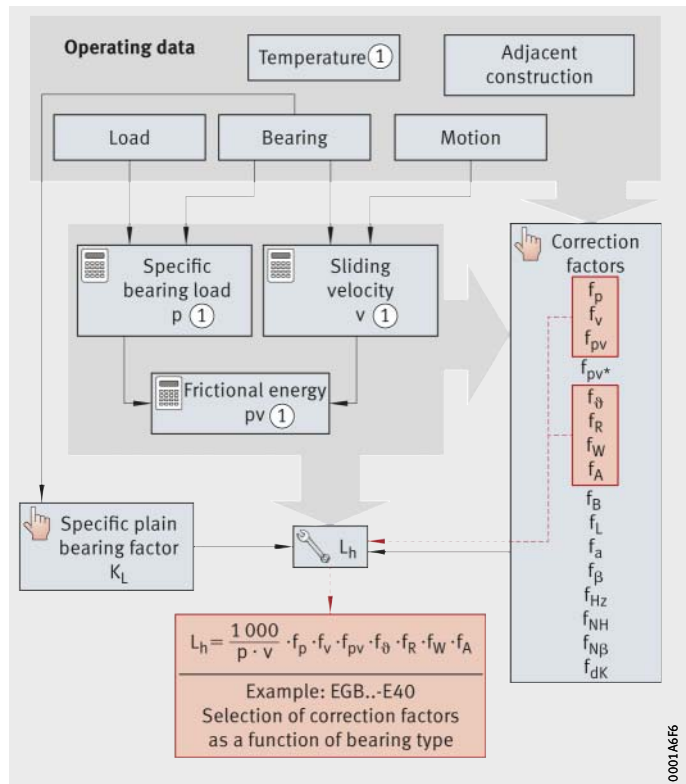 Operating data
Temperature ①
Adjacent
construction
Load
Bearing
Motion
Specific
bearing load
p ①
Sliding
velocity
v ①
Frictional energy
pv ①
Correction
factors
f_p
f_v
f_pv
f_pv*
f_ϑ
f_R
f_W
f_A
f_B
f_L
f_a
f_β
f_Hz
f_NH
f_Nβ
f_dK
Specific plain
bearing factor
K_L
L_h
L_h = 1 000 / p · v · f_p · f_v · f_pv · f_ϑ · f_R · f_W · f_A
Example: EGB..-E40
Selection of correction factors
as a function of bearing type
0001A6F6